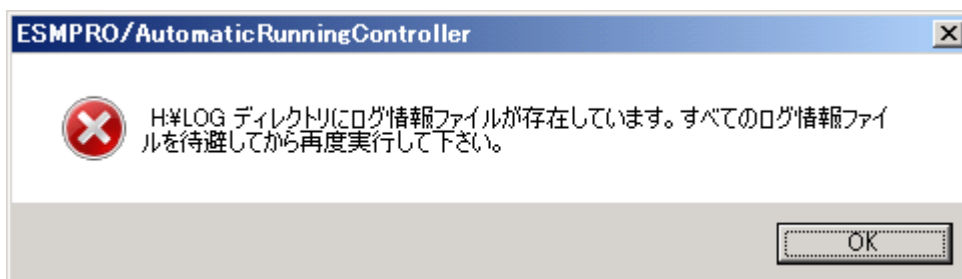 ESMPRO/AutomaticRunningController
H:¥LOG ディレクトリにログ情報ファイルが存在しています。すべてのログ情報ファイ
ルを待避してから再度実行して下さい。
OK